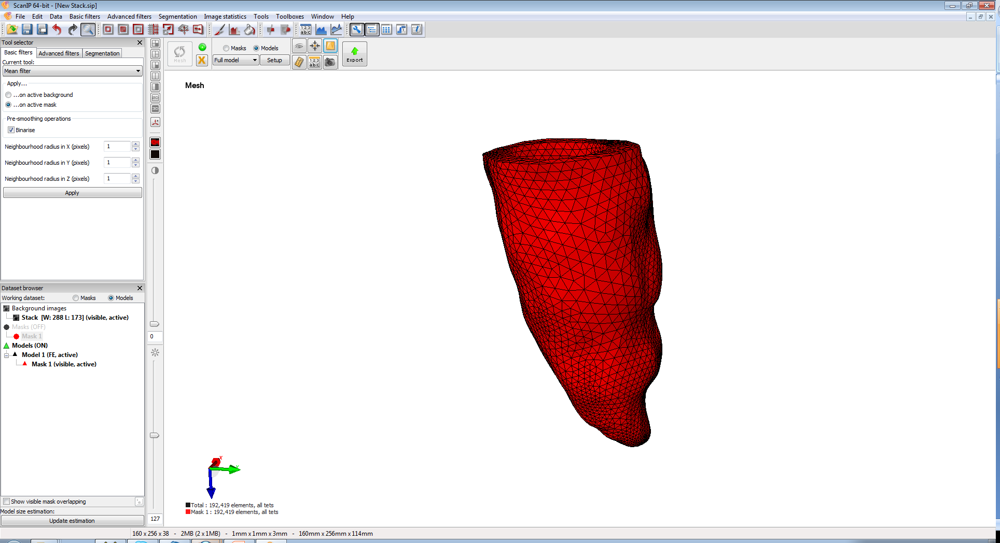 ScanIP 64-bit - [New Stack.sip]
File Edit Data Basic filters Advanced filters Segmentation Image statistics Tools Toolboxes Window Help
Tool selector
Basic filters Advanced filters Segmentation
Current tool:
Mean filter
Apply...
...on active background
...on active mask
Pre-smoothing operations
Binarise
Neighbourhood radius in X (pixels) 1
Neighbourhood radius in Y (pixels) 1
Neighbourhood radius in Z (pixels) 1
Apply
Dataset browser
Working dataset: Masks Models
Background images
Stack [W: 288 L: 173] (visible, active)
Masks (OFF)
Mask 1
Models (ON)
Model 1 (FE, active)
Mask 1 (visible, active)
Show visible mask overlapping
Model size estimation:
Update estimation
2D
3D
0
127
Mesh
Masks Models
Full model Setup
Export
Mesh
X
Total : 192,419 elements, all tets
Mask 1 : 192,419 elements, all tets
160 x 256 x 38 - 2MB (2 x 1MB) - 1mm x 1mm x 3mm - 160mm x 256mm x 114mm